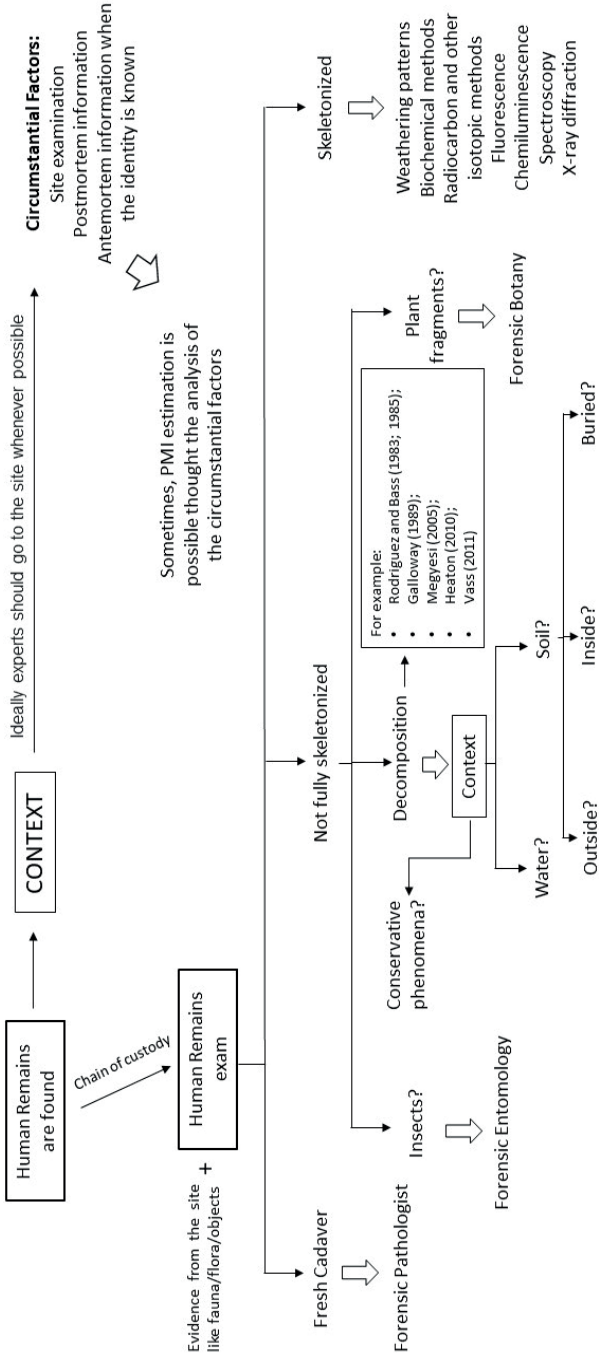 Human Remains
are found
CONTEXT
Ideally experts should go to the site whenever possible
Circumstantial Factors:
Site examination
Postmortem information
Antemortem information when
the identity is known
Sometimes, PMI estimation is
possible thought the analysis of
the circumstantial factors
Chain of custody
Evidence from the site
like fauna/flora/objects
+
Human Remains
exam
Fresh Cadaver
Forensic Pathologist
Not fully skeletonized
Insects?
Forensic Entomology
Decomposition
For example:
• Rodriguez and Bass (1983; 1985);
• Galloway (1989);
• Megyesi (2005);
• Heaton (2010);
• Vass (2011)
Conservative
phenomena?
Context
Water?
Soil?
Outside?
Inside?
Buried?
Plant
fragments?
Forensic Botany
Skeletonized
Weathering patterns
Biochemical methods
Radiocarbon and other
isotopic methods
Fluorescence
Chemiluminescence
Spectroscopy
X-ray diffraction